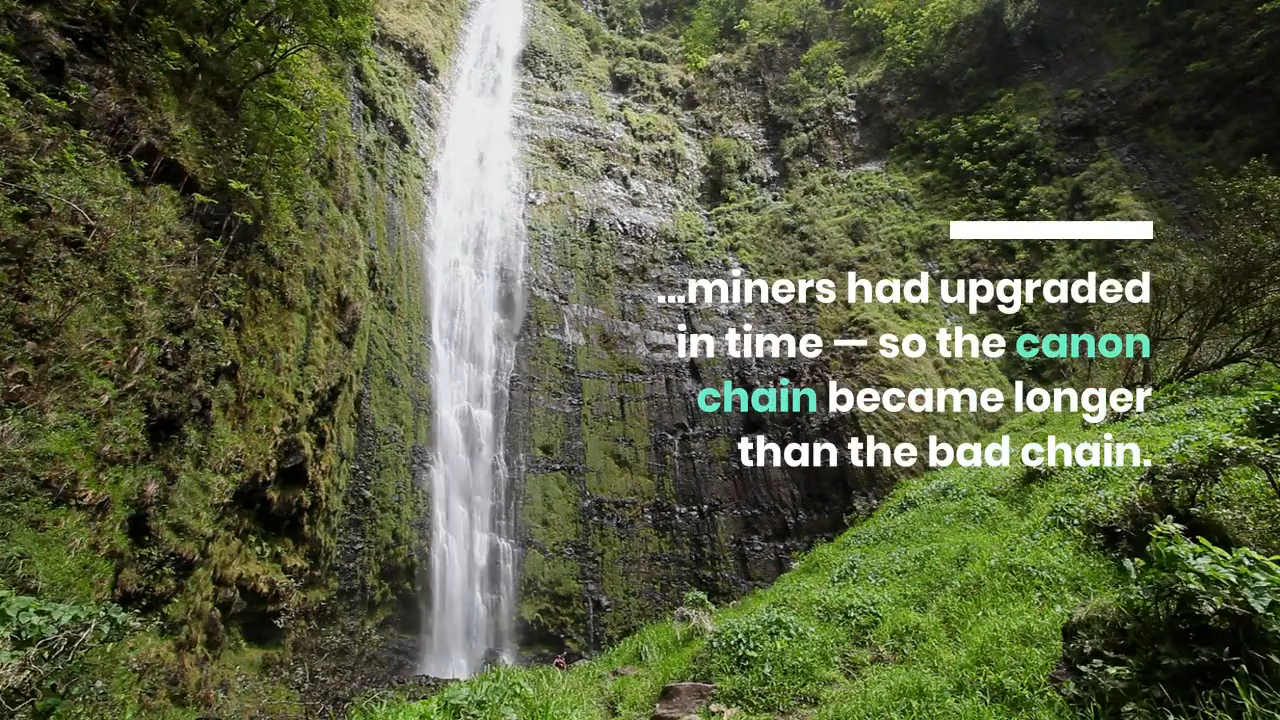 ...miners had upgraded
in time — so the canon
chain became longer
than the bad chain.